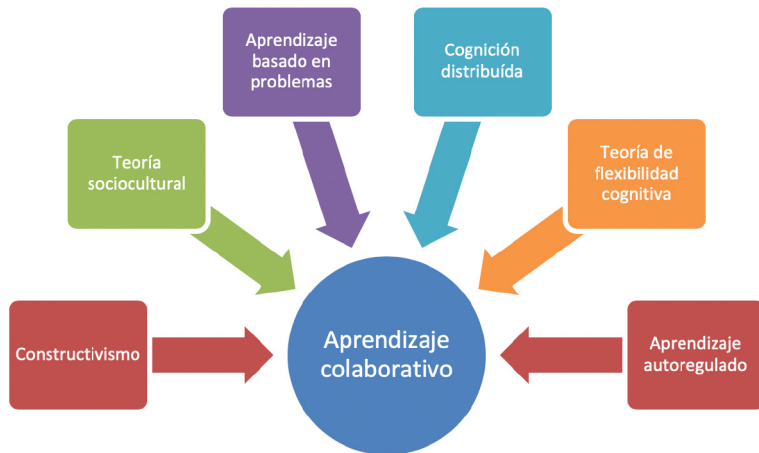 Aprendizaje
basado en
problemas
Cognición
distribuída
Teoría
sociocultural
Teoría de
flexibilidad
cognitiva
Constructivismo
Aprendizaje
colaborativo
Aprendizaje
autoregulado